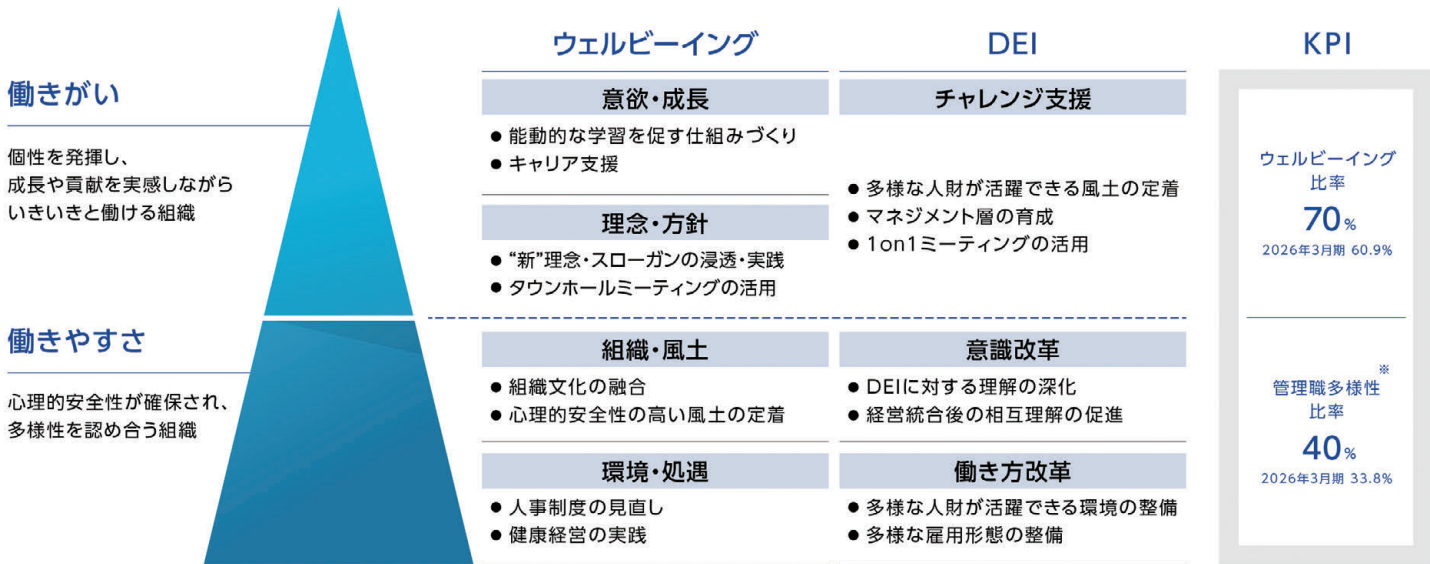 働きがい
個性を発揮し、
成長や貢献を実感しながら
いきいきと働ける組織
働きやすさ
心理的安全性が確保され、
多様性を認め合う組織
ウェルビーイング
意欲・成長
● 能動的な学習を促す仕組みづくり
● キャリア支援
理念・方針
● “新”理念・スローガンの浸透・実践
● タウンホールミーティングの活用
組織・風土
● 組織文化の融合
● 心理的安全性の高い風土の定着
環境・処遇
● 人事制度の見直し
● 健康経営の実践
DEI
チャレンジ支援
● 多様な人財が活躍できる風土の定着
● マネジメント層の育成
● 1on1ミーティングの活用
意識改革
● DEIに対する理解の深化
● 経営統合後の相互理解の促進
働き方改革
● 多様な人財が活躍できる環境の整備
● 多様な雇用形態の整備
KPI
ウェルビーイング
比率
70%
2026年3月期 60.9%
管理職多様性※
比率
40%
2026年3月期 33.8%